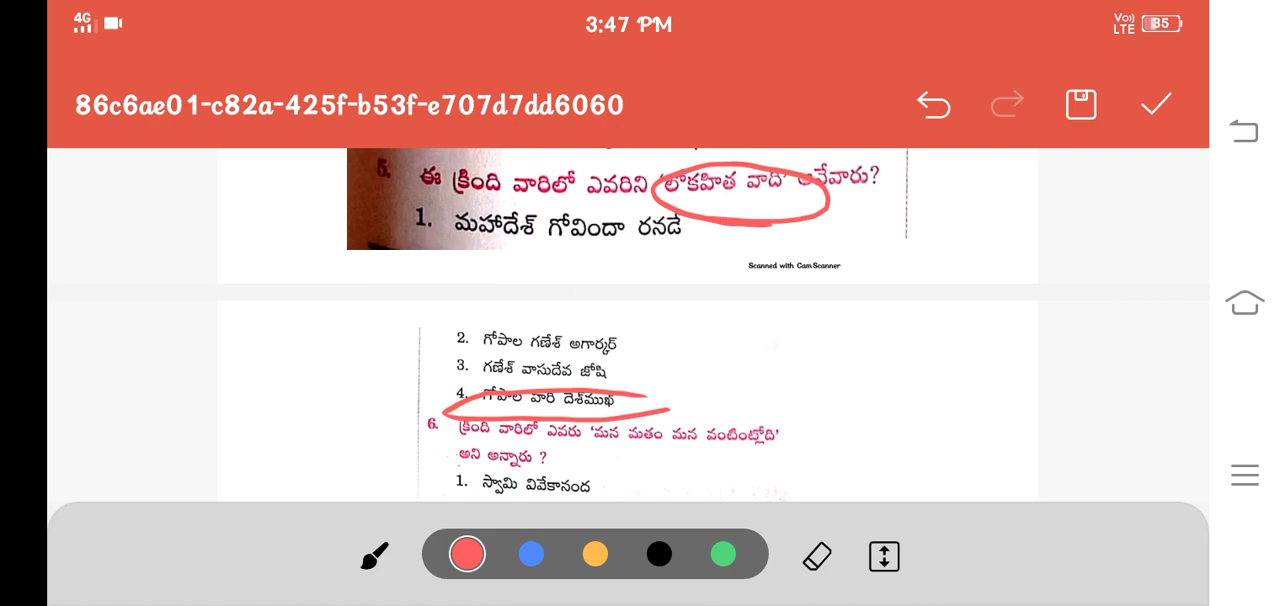 4G
3:47 PM
Vo))
LTE
35
86c6ae01-c82a-425f-b53f-e707d7dd6060
5. ఈ క్రింది వారిలో ఎవరిని 'లోకహిత వాది' అనేవారు?
1. మహాదేశ్ గోవిందా రనడే
Scanned with CamScanner
2. గోపాల గణేశ్ అగార్కర్
3. గణేశ్ వాసుదేవ జోషి
4. గోపాల హరి దేశ్‌ముఖ్
6. క్రింది వారిలో ఎవరు 'మన మతం మన వంటింట్లోది'
అని అన్నారు ?
1. స్వామి వివేకానంద